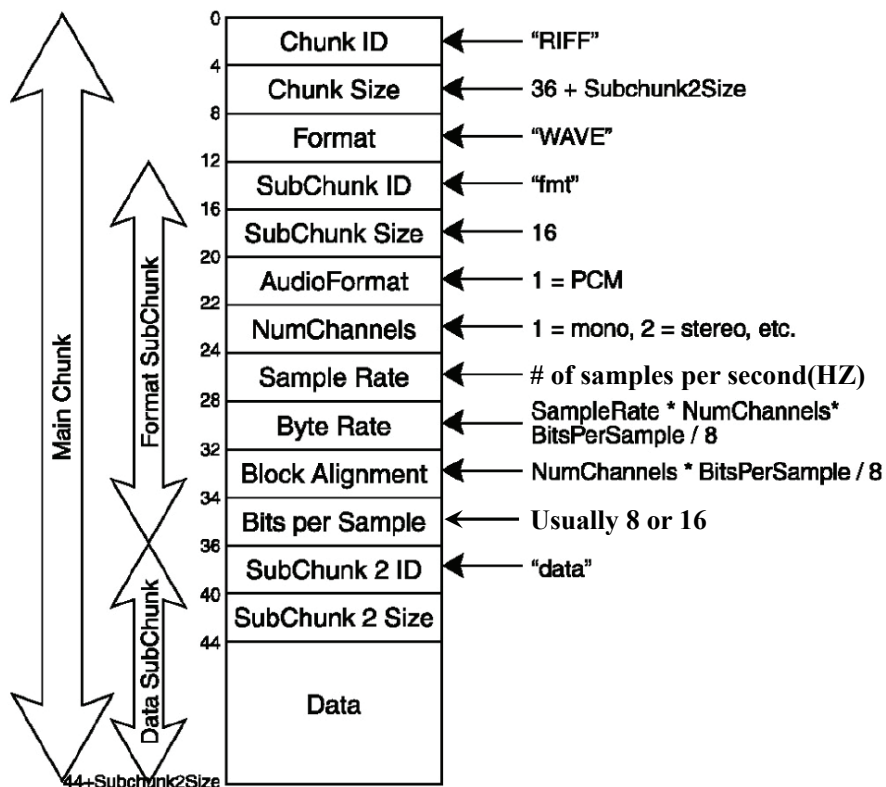 0
Chunk ID
“RIFF”
4
Chunk Size
36 + Subchunk2Size
8
Format
“WAVE”
12
SubChunk ID
“fmt”
16
SubChunk Size
16
20
AudioFormat
1 = PCM
22
NumChannels
1 = mono, 2 = stereo, etc.
24
Sample Rate
# of samples per second(HZ)
28
Byte Rate
SampleRate * NumChannels*
BitsPerSample / 8
32
Block Alignment
NumChannels * BitsPerSample / 8
34
Bits per Sample
Usually 8 or 16
36
SubChunk 2 ID
“data”
40
SubChunk 2 Size
44
Data
44+Subchunk2Size
Main Chunk
Format SubChunk
Data SubChunk